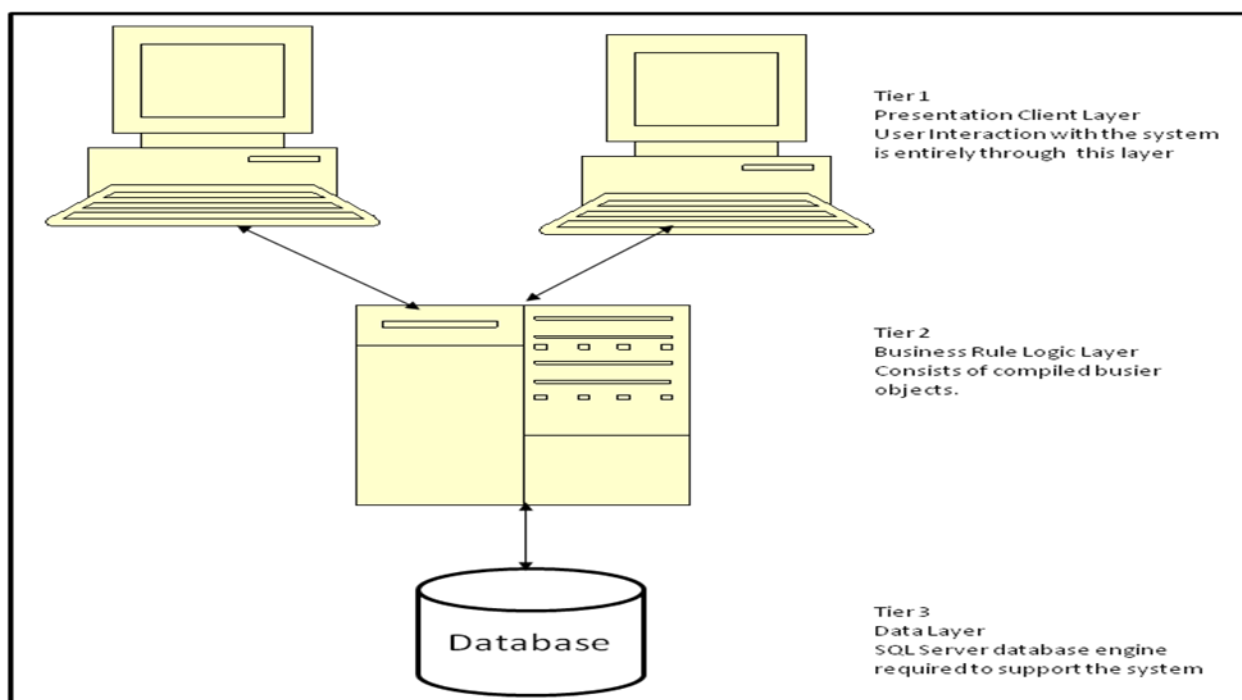 Tier 1
Presentation Client Layer
User Interaction with the system
is entirely through this layer
Tier 2
Business Rule Logic Layer
Consists of compiled busier
objects.
Database
Tier 3
Data Layer
SQL Server database engine
required to support the system